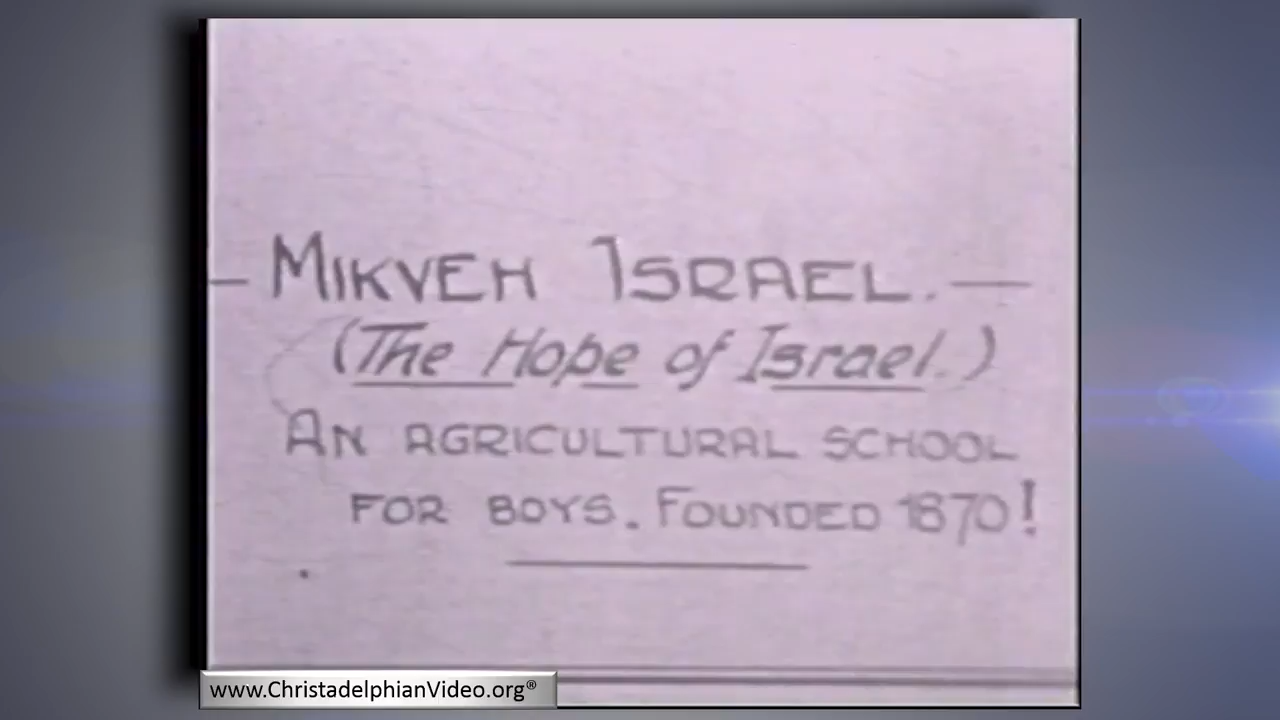 — MIKVEH ISRAEL. —
(The Hope of Israel.)
AN AGRICULTURAL SCHOOL
FOR BOYS. FOUNDED 1870!
www.ChristadelphianVideo.org®